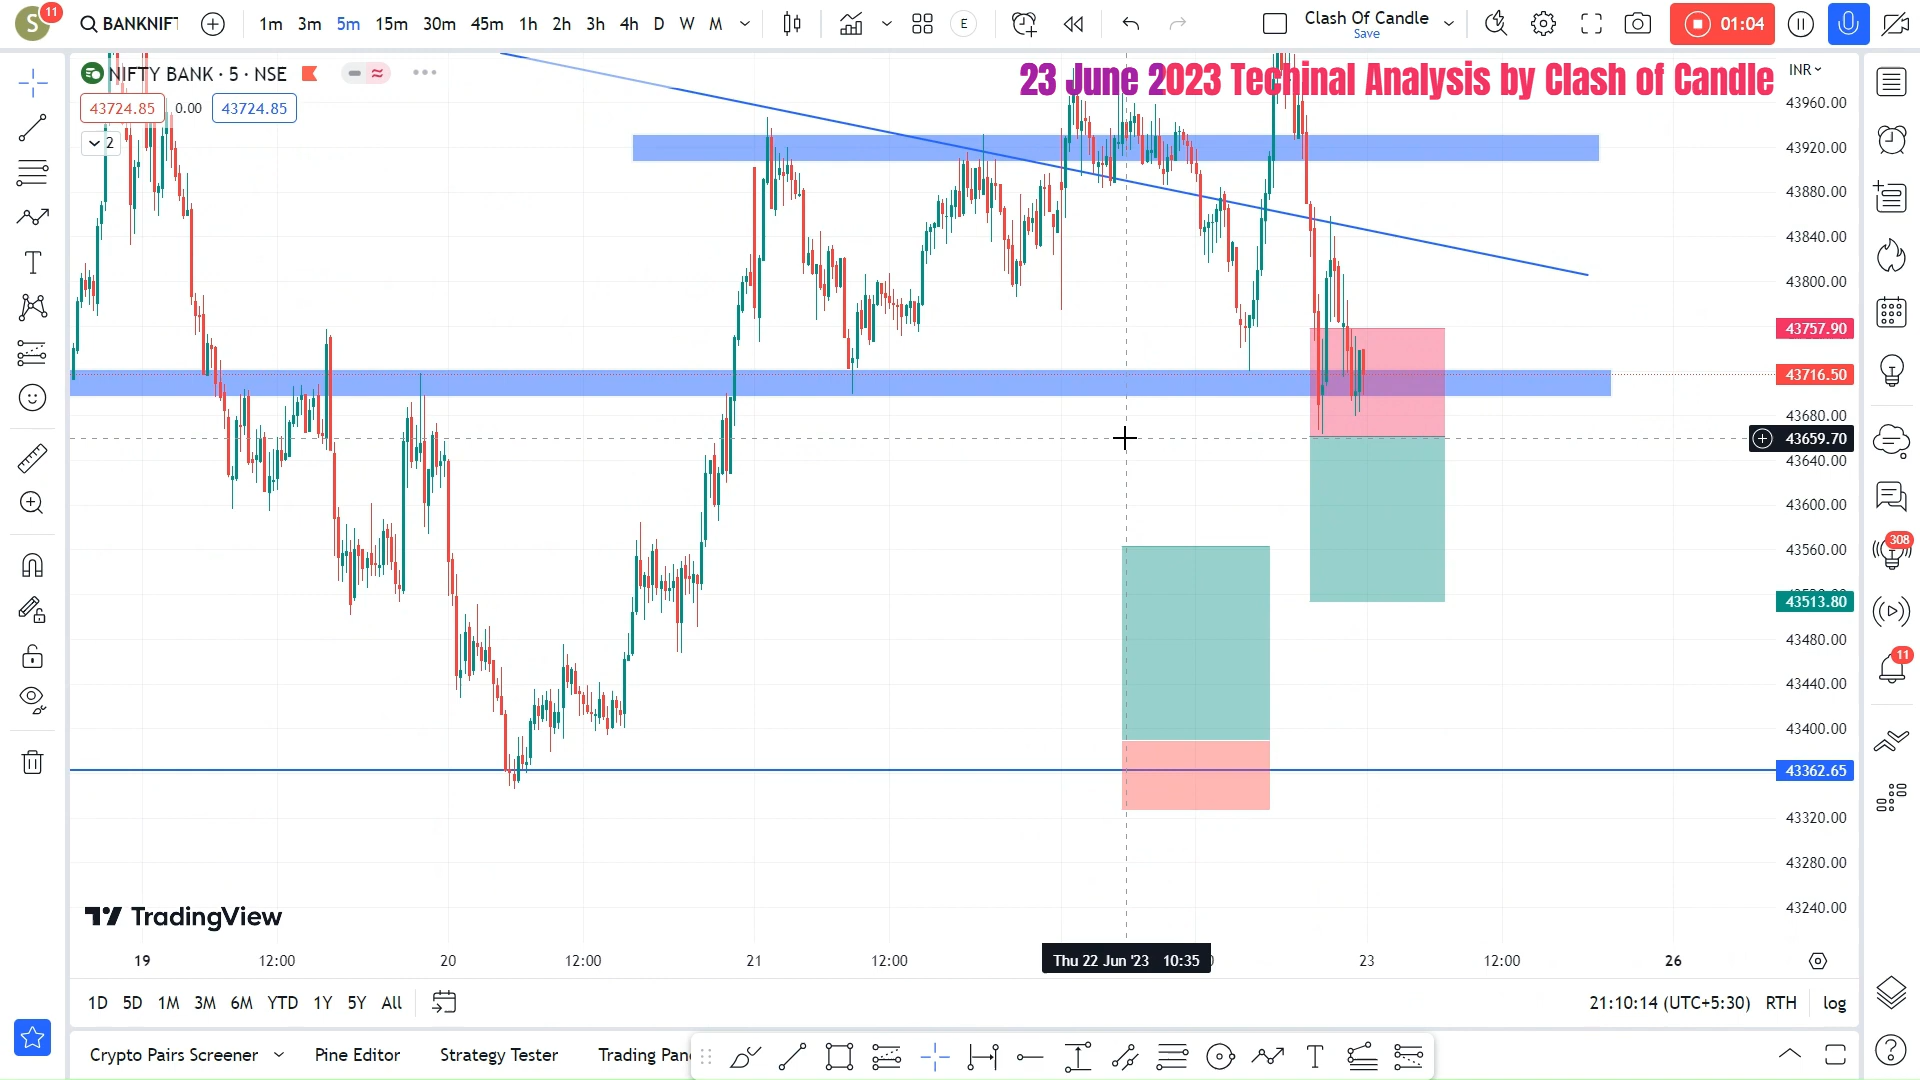 S
11
BANKNIFT
1m 3m 5m 15m 30m 45m 1h 2h 3h 4h D W M
E
Clash Of Candle
Save
01:04
NIFTY BANK · 5 · NSE
23 June 2023 Techinal Analysis by Clash of Candle
INR
43724.85 0.00 43724.85
2
43960.00
43920.00
43880.00
43840.00
43800.00
43757.90
43716.50
43680.00
43659.70
43640.00
43600.00
43560.00
43513.80
43480.00
43440.00
43400.00
43362.65
43320.00
43280.00
43240.00
308
11
TradingView
19 12:00 20 12:00 21 12:00 Thu 22 Jun '23 10:35 23 12:00 26
1D 5D 1M 3M 6M YTD 1Y 5Y All
21:10:14 (UTC+5:30) RTH log
Crypto Pairs Screener Pine Editor Strategy Tester Trading Pan